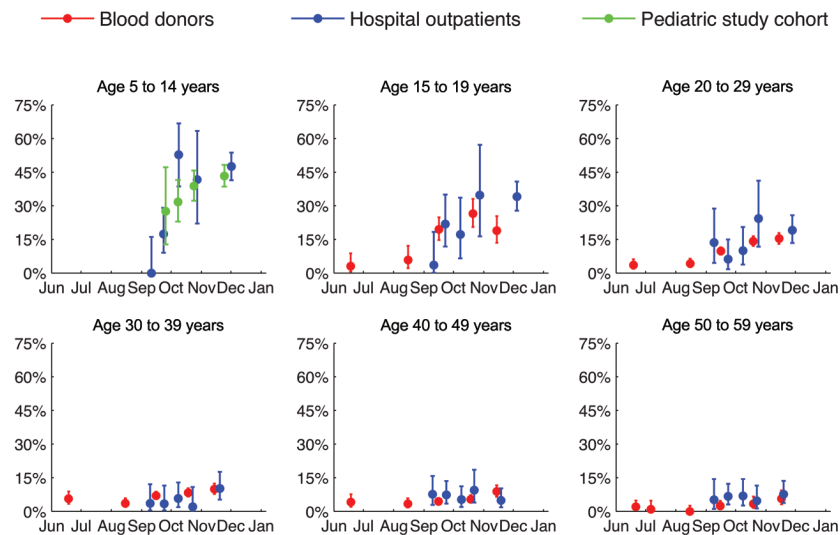 Blood donors Hospital outpatients Pediatric study cohort
Age 5 to 14 years Age 15 to 19 years Age 20 to 29 years
75% 75% 75%
60% 60% 60%
45% 45% 45%
30% 30% 30%
15% 15% 15%
0% 0% 0%
Jun Jul Aug Sep Oct Nov Dec Jan Jun Jul Aug Sep Oct Nov Dec Jan Jun Jul Aug Sep Oct Nov Dec Jan
Age 30 to 39 years Age 40 to 49 years Age 50 to 59 years
75% 75% 75%
60% 60% 60%
45% 45% 45%
30% 30% 30%
15% 15% 15%
0% 0% 0%
Jun Jul Aug Sep Oct Nov Dec Jan Jun Jul Aug Sep Oct Nov Dec Jan Jun Jul Aug Sep Oct Nov Dec Jan